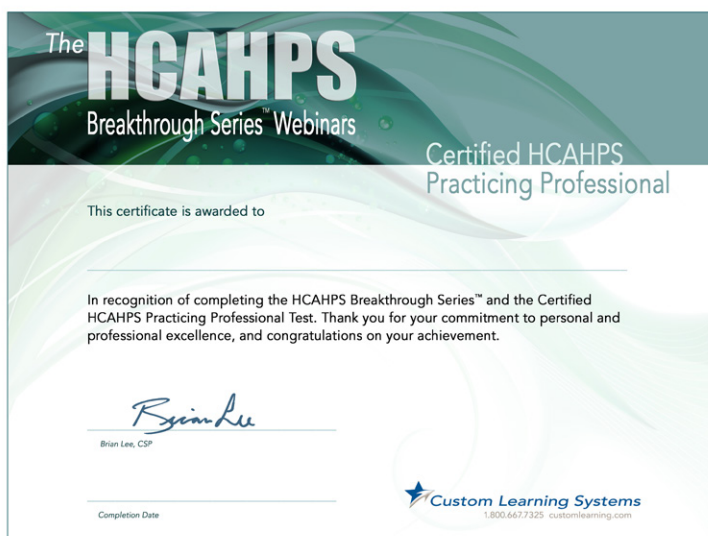 The
HCAHPS
Breakthrough Series™ Webinars
Certified HCAHPS
Practicing Professional
This certificate is awarded to
In recognition of completing the HCAHPS Breakthrough Series™ and the Certified
HCAHPS Practicing Professional Test. Thank you for your commitment to personal and
professional excellence, and congratulations on your achievement.
Brian Lee
Brian Lee, CSP
Completion Date
Custom Learning Systems
1.800.667.7325 customlearning.com